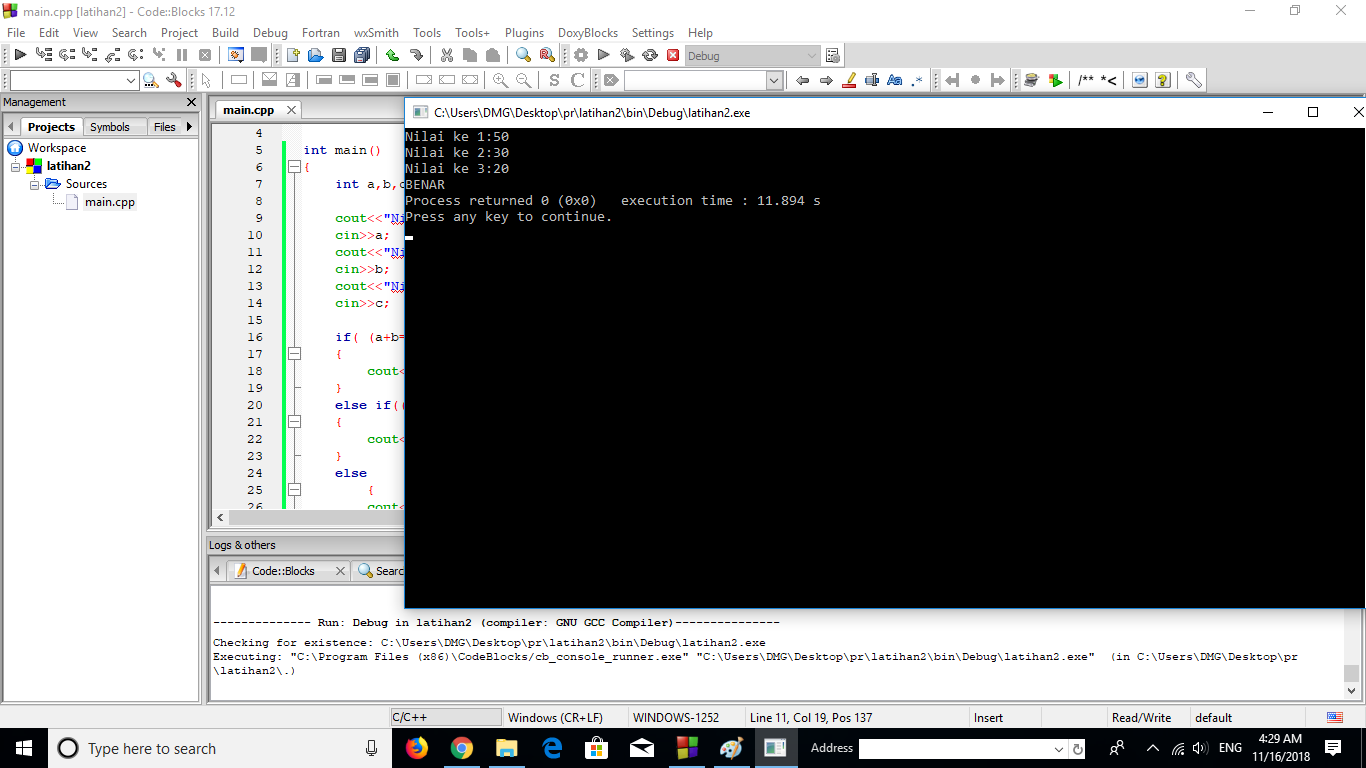 main.cpp [latihan2] - Code::Blocks 17.12
File Edit View Search Project Build Debug Fortran wxSmith Tools Tools+ Plugins DoxyBlocks Settings Help
Debug
S C /** *<
Management
Projects Symbols Files
Workspace
latihan2
Sources
main.cpp
main.cpp
4
5 int main()
6 {
7 int a,b,c
8
9 cout<<"Ni
10 cin>>a;
11 cout<<"Ni
12 cin>>b;
13 cout<<"Ni
14 cin>>c;
15
16 if( (a+b=
17 {
18 cout<
19 }
20 else if((
21 {
22 cout<
23 }
24 else
25 {
26 cout<
C:\Users\DMG\Desktop\pr\latihan2\bin\Debug\latihan2.exe
Nilai ke 1:50
Nilai ke 2:30
Nilai ke 3:20
BENAR
Process returned 0 (0x0)   execution time : 11.894 s
Press any key to continue.
Logs & others
Code::Blocks Searc
-------------- Run: Debug in latihan2 (compiler: GNU GCC Compiler)---------------
Checking for existence: C:\Users\DMG\Desktop\pr\latihan2\bin\Debug\latihan2.exe
Executing: "C:\Program Files (x86)\CodeBlocks/cb_console_runner.exe" "C:\Users\DMG\Desktop\pr\latihan2\bin\Debug\latihan2.exe"  (in C:\Users\DMG\Desktop\pr
\latihan2\.)
C/C++ Windows (CR+LF) WINDOWS-1252 Line 11, Col 19, Pos 137 Insert Read/Write default
Type here to search
Address
ENG
4:29 AM
11/16/2018